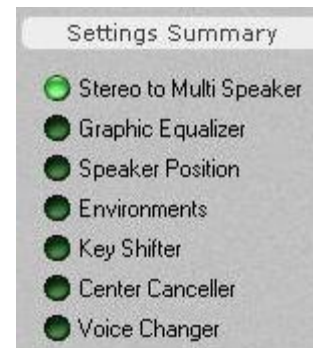 Settings Summary
Stereo to Multi Speaker
Graphic Equalizer
Speaker Position
Environments
Key Shifter
Center Canceller
Voice Changer